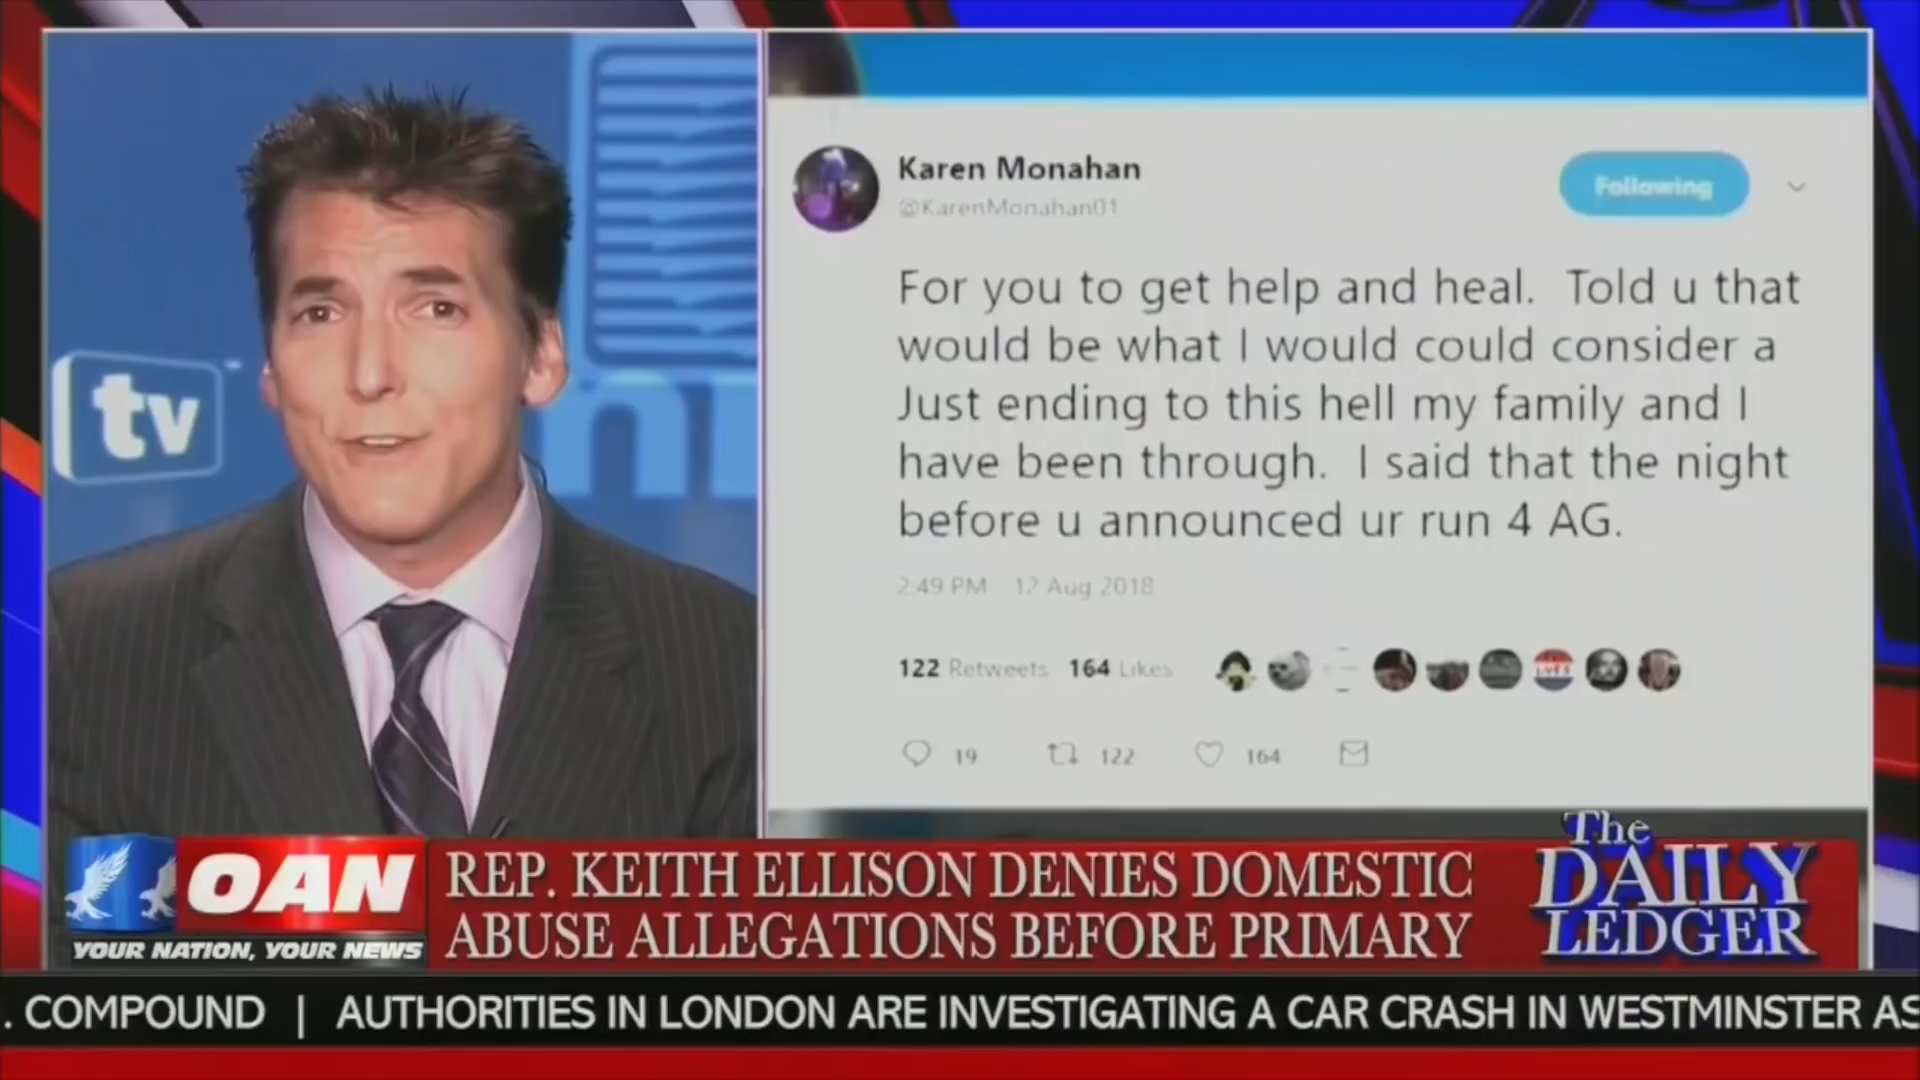 tv
Karen Monahan
@KarenMonahan01
Following
For you to get help and heal. Told u that
would be what I would could consider a
Just ending to this hell my family and I
have been through. I said that the night
before u announced ur run 4 AG.
2:49 PM 12 Aug 2018
122 Retweets 164 Likes
19 122 164
OAN
YOUR NATION, YOUR NEWS
REP. KEITH ELLISON DENIES DOMESTIC
ABUSE ALLEGATIONS BEFORE PRIMARY
The
DAILY
LEDGER
. COMPOUND | AUTHORITIES IN LONDON ARE INVESTIGATING A CAR CRASH IN WESTMINSTER AS